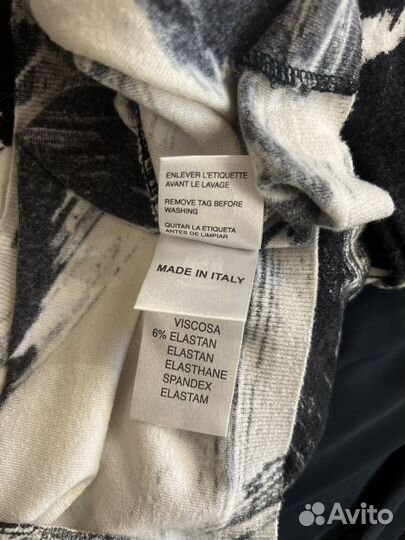 ENLEVER L'ETIQUETTE
AVANT LE LAVAGE
REMOVE TAG BEFORE
WASHING
QUITAR LA ETIQUETA
ANTES DE LIMPIAR
MADE IN ITALY
VISCOSA
6% ELASTAN
ELASTAN
ELASTHANE
SPANDEX
ELASTAM
Avito